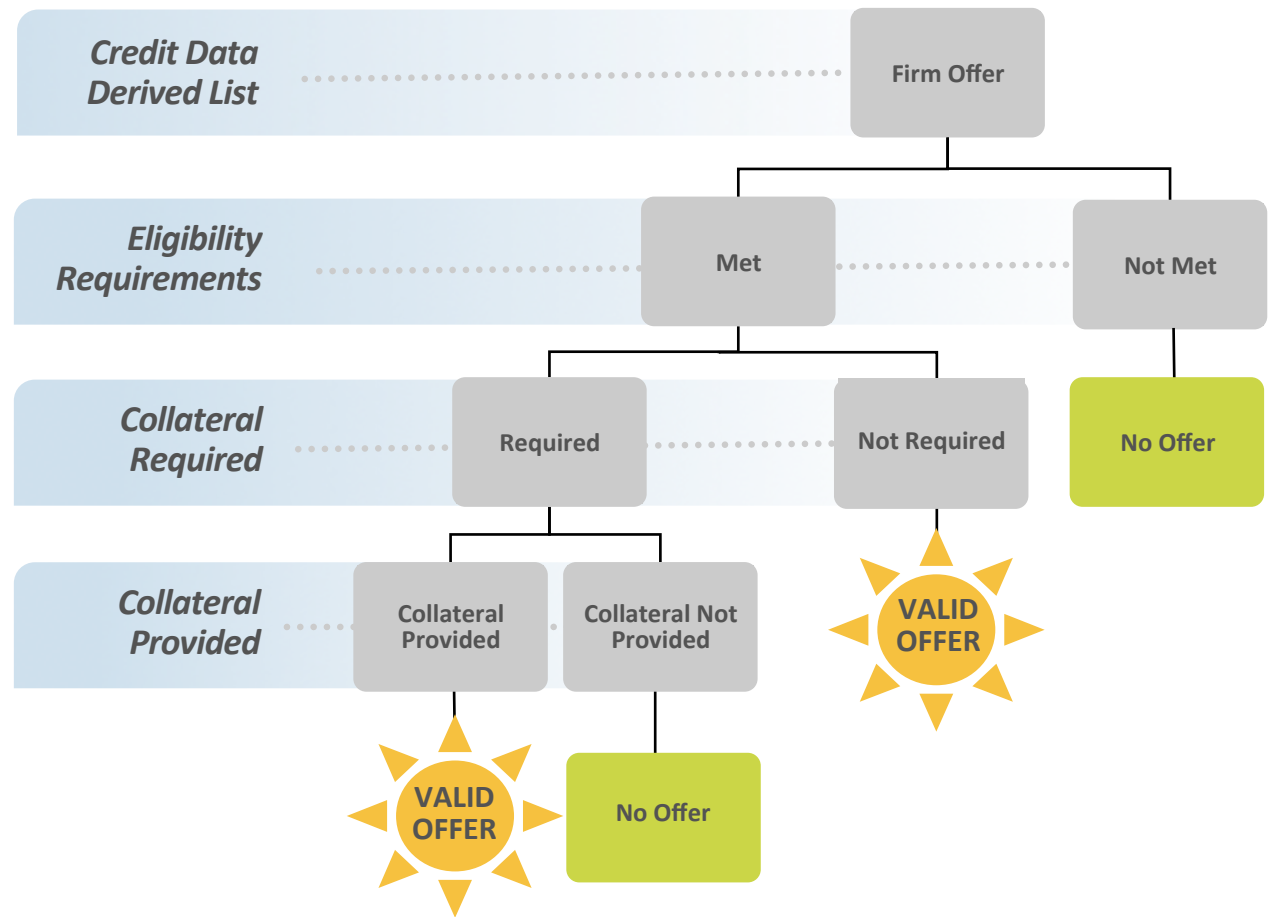 Credit Data
Derived List
Firm Offer
Eligibility
Requirements
Met
Not Met
Collateral
Required
Required
Not Required
No Offer
Collateral
Provided
Collateral
Provided
Collateral Not
Provided
VALID
OFFER
VALID
OFFER
No Offer